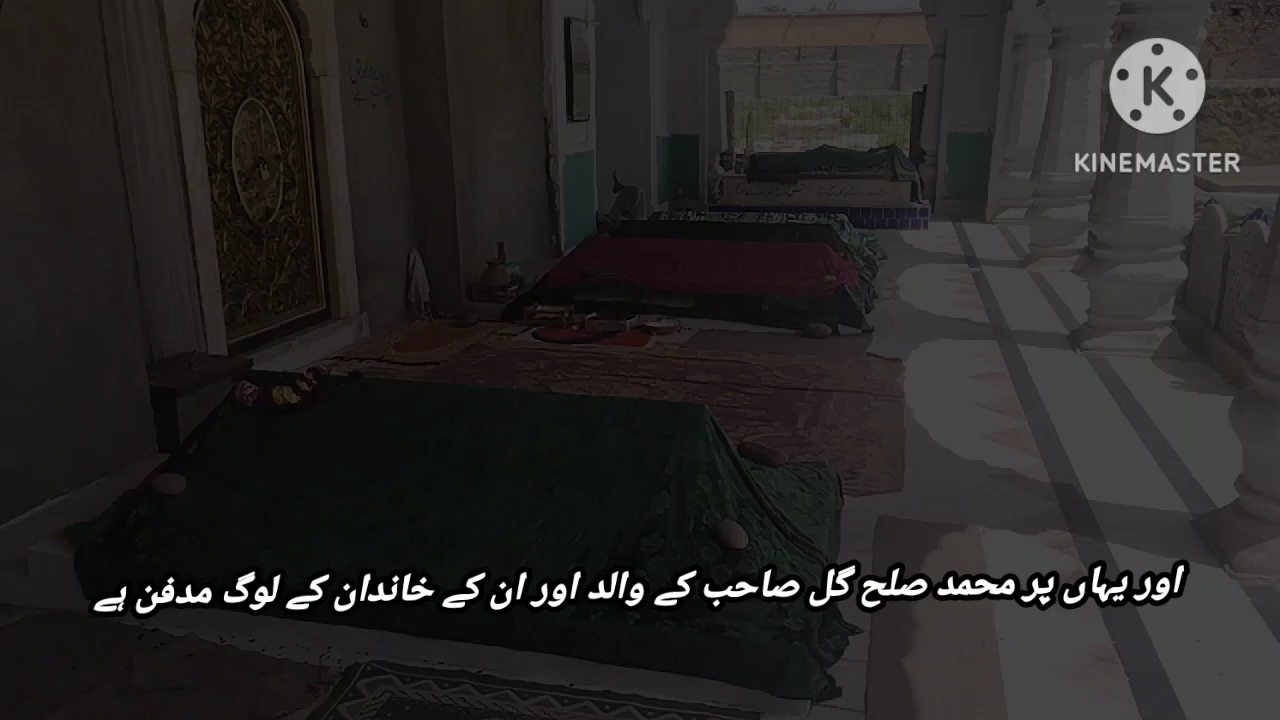 KINEMASTER
اور یہاں پر محمد صلح گل صاحب کے والد اور ان کے خاندان کے لوگ مدفن ہے